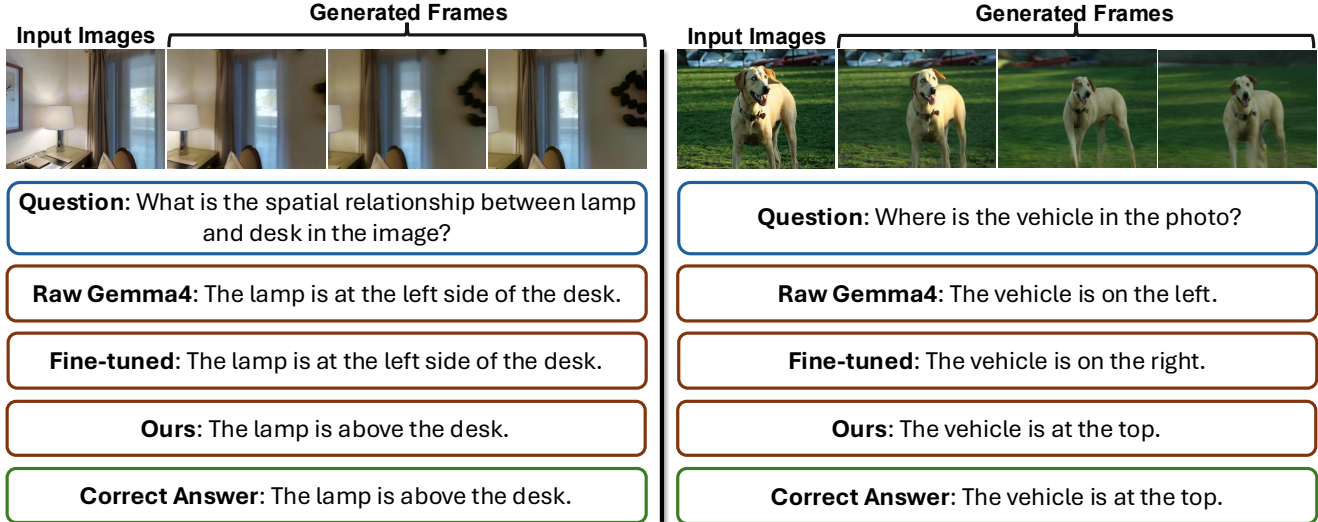 Generated Frames
Input Images
Question: What is the spatial relationship between lamp
and desk in the image?
Raw Gemma4: The lamp is at the left side of the desk.
Fine-tuned: The lamp is at the left side of the desk.
Ours: The lamp is above the desk.
Correct Answer: The lamp is above the desk.
Generated Frames
Input Images
Question: Where is the vehicle in the photo?
Raw Gemma4: The vehicle is on the left.
Fine-tuned: The vehicle is on the right.
Ours: The vehicle is at the top.
Correct Answer: The vehicle is at the top.